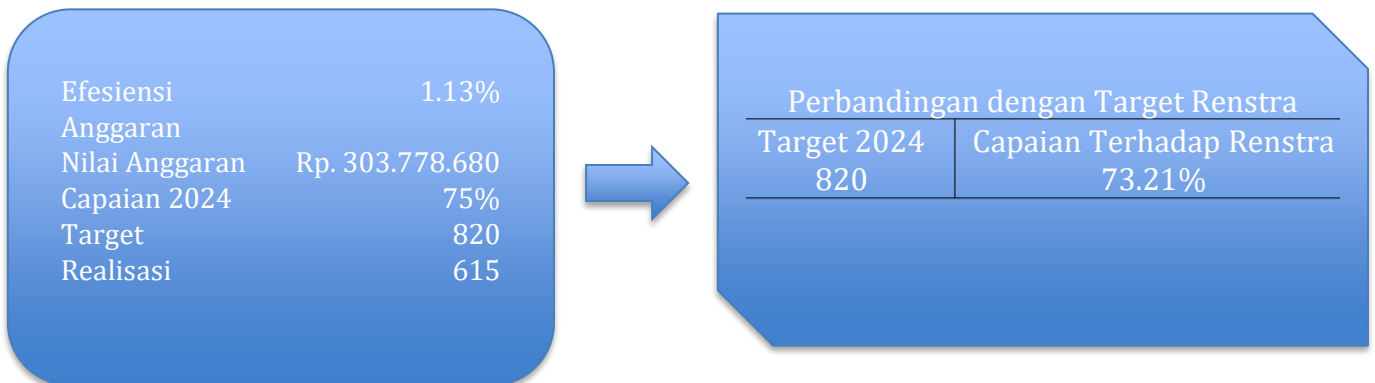 Efesiensi 1.13%
Anggaran
Nilai Anggaran Rp. 303.778.680
Capaian 2024 75%
Target 820
Realisasi 615
Perbandingan dengan Target Renstra
Target 2024 Capaian Terhadap Renstra
820 73.21%